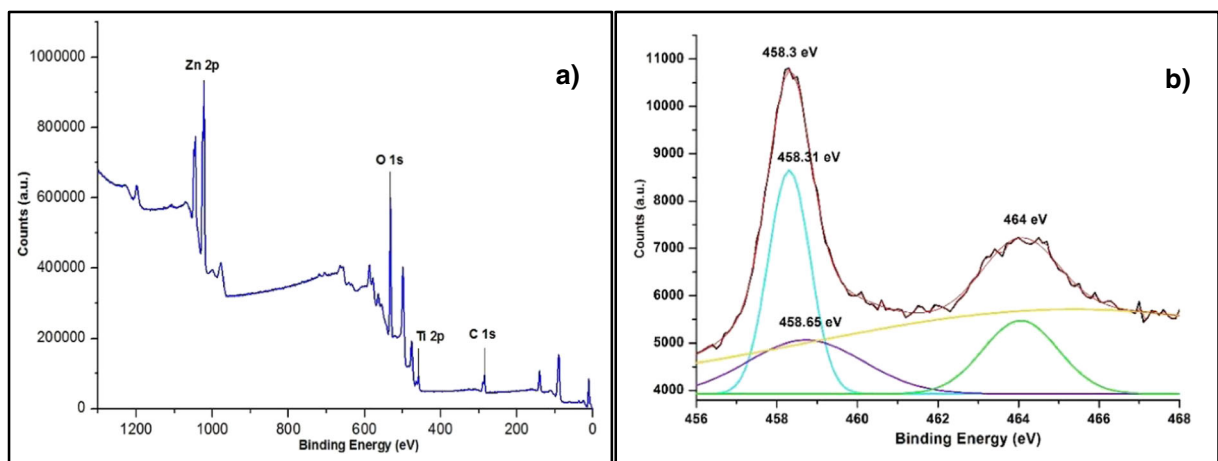 a)
Counts (a.u.)
1000000
800000
600000
400000
200000
0
Zn 2p
O 1s
Ti 2p
C 1s
1200
1000
800
600
400
200
0
Binding Energy (eV)
b)
Counts (a.u.)
11000
10000
9000
8000
7000
6000
5000
4000
458.3 eV
458.31 eV
464 eV
458.65 eV
456
458
460
462
464
466
468
Binding Energy (eV)